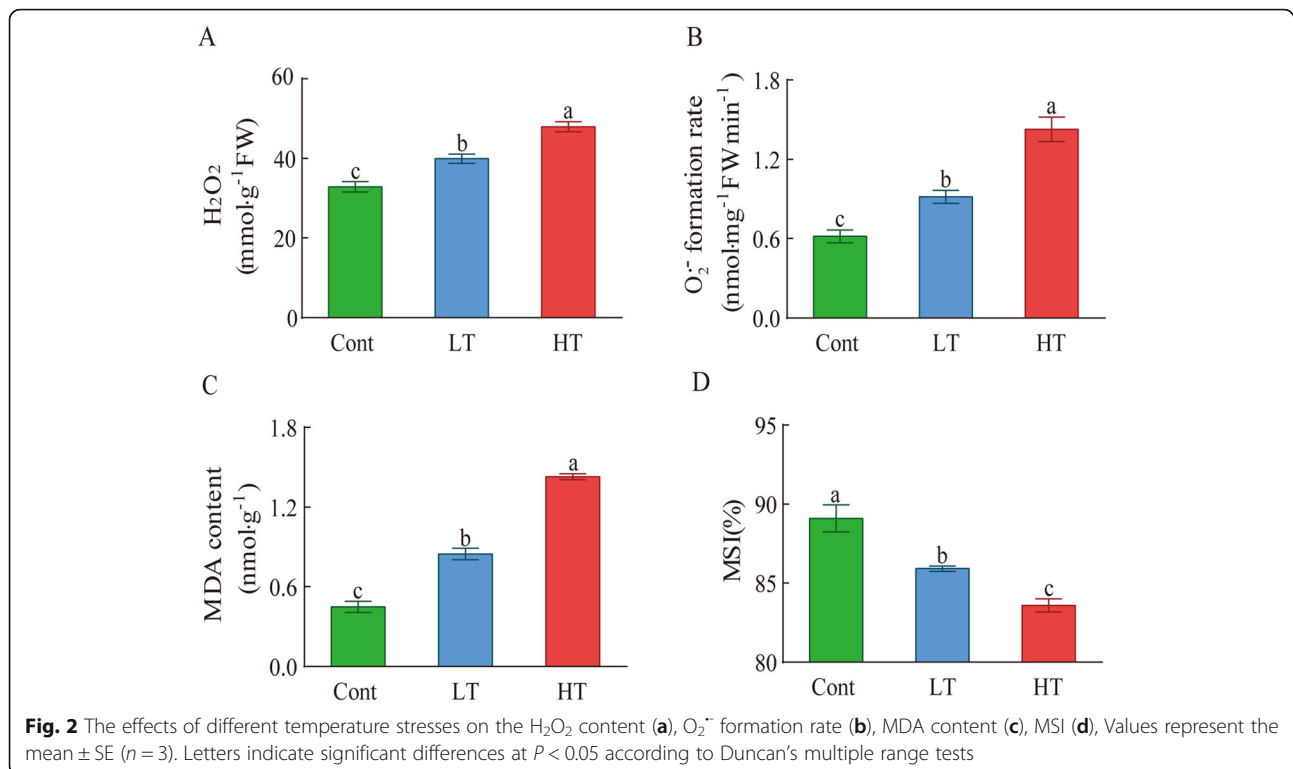 A
H₂O₂
(mmol·g⁻¹FW)
60
40
20
0
c
b
a
Cont LT HT
B
O₂·⁻ formation rate
(nmol·mg⁻¹FWmin⁻¹)
1.8
1.2
0.6
0.0
c
b
a
Cont LT HT
C
MDA content
(nmol·g⁻¹)
1.8
1.2
0.6
0.0
c
b
a
Cont LT HT
D
MSI(%)
95
90
85
80
a
b
c
Cont LT HT
Fig. 2 The effects of different temperature stresses on the H₂O₂ content (a), O₂·⁻ formation rate (b), MDA content (c), MSI (d), Values represent the
mean ± SE (n = 3). Letters indicate significant differences at P < 0.05 according to Duncan's multiple range tests